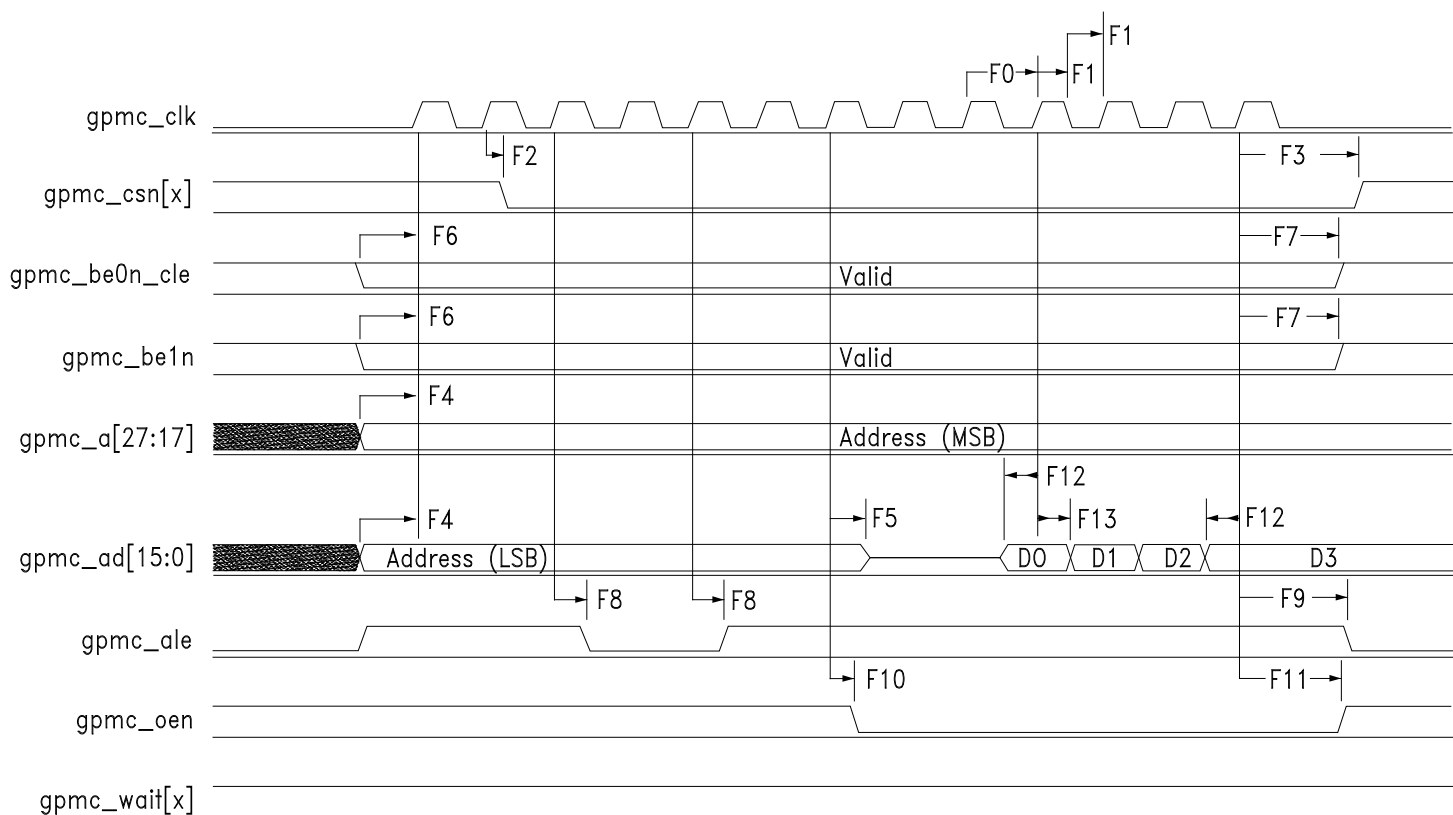 F1
F0 F1
gpmc_clk
F2 F3
gpmc_csn[x]
F6 F7
gpmc_be0n_cle Valid
F6 F7
gpmc_be1n Valid
F4
gpmc_a[27:17] Address (MSB)
F12
F4 F5 F13 F12
gpmc_ad[15:0] Address (LSB) D0 D1 D2 D3
F8 F8 F9
gpmc_ale
F10 F11
gpmc_oen
gpmc_wait[x]